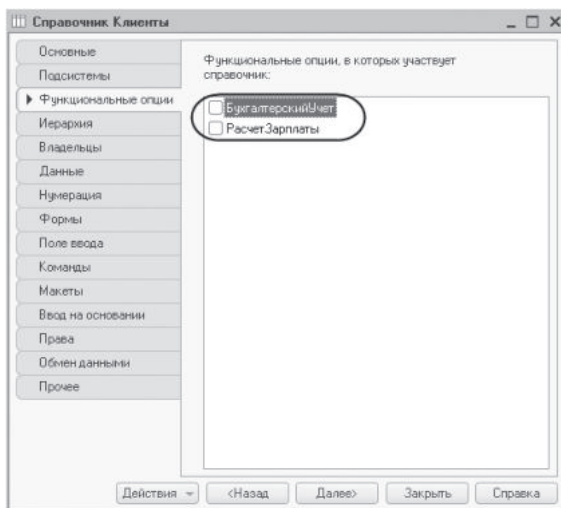 Справочник Клиенты
Основные
Подсистемы
Функциональные опции
Иерархия
Владельцы
Данные
Нумерация
Формы
Поле ввода
Команды
Макеты
Ввод на основании
Права
Обмен данными
Прочее
Функциональные опции, в которых участвует
справочник:
БухгалтерскийУчет
РасчетЗарплаты
Действия
<Назад
Далее>
Закрыть
Справка